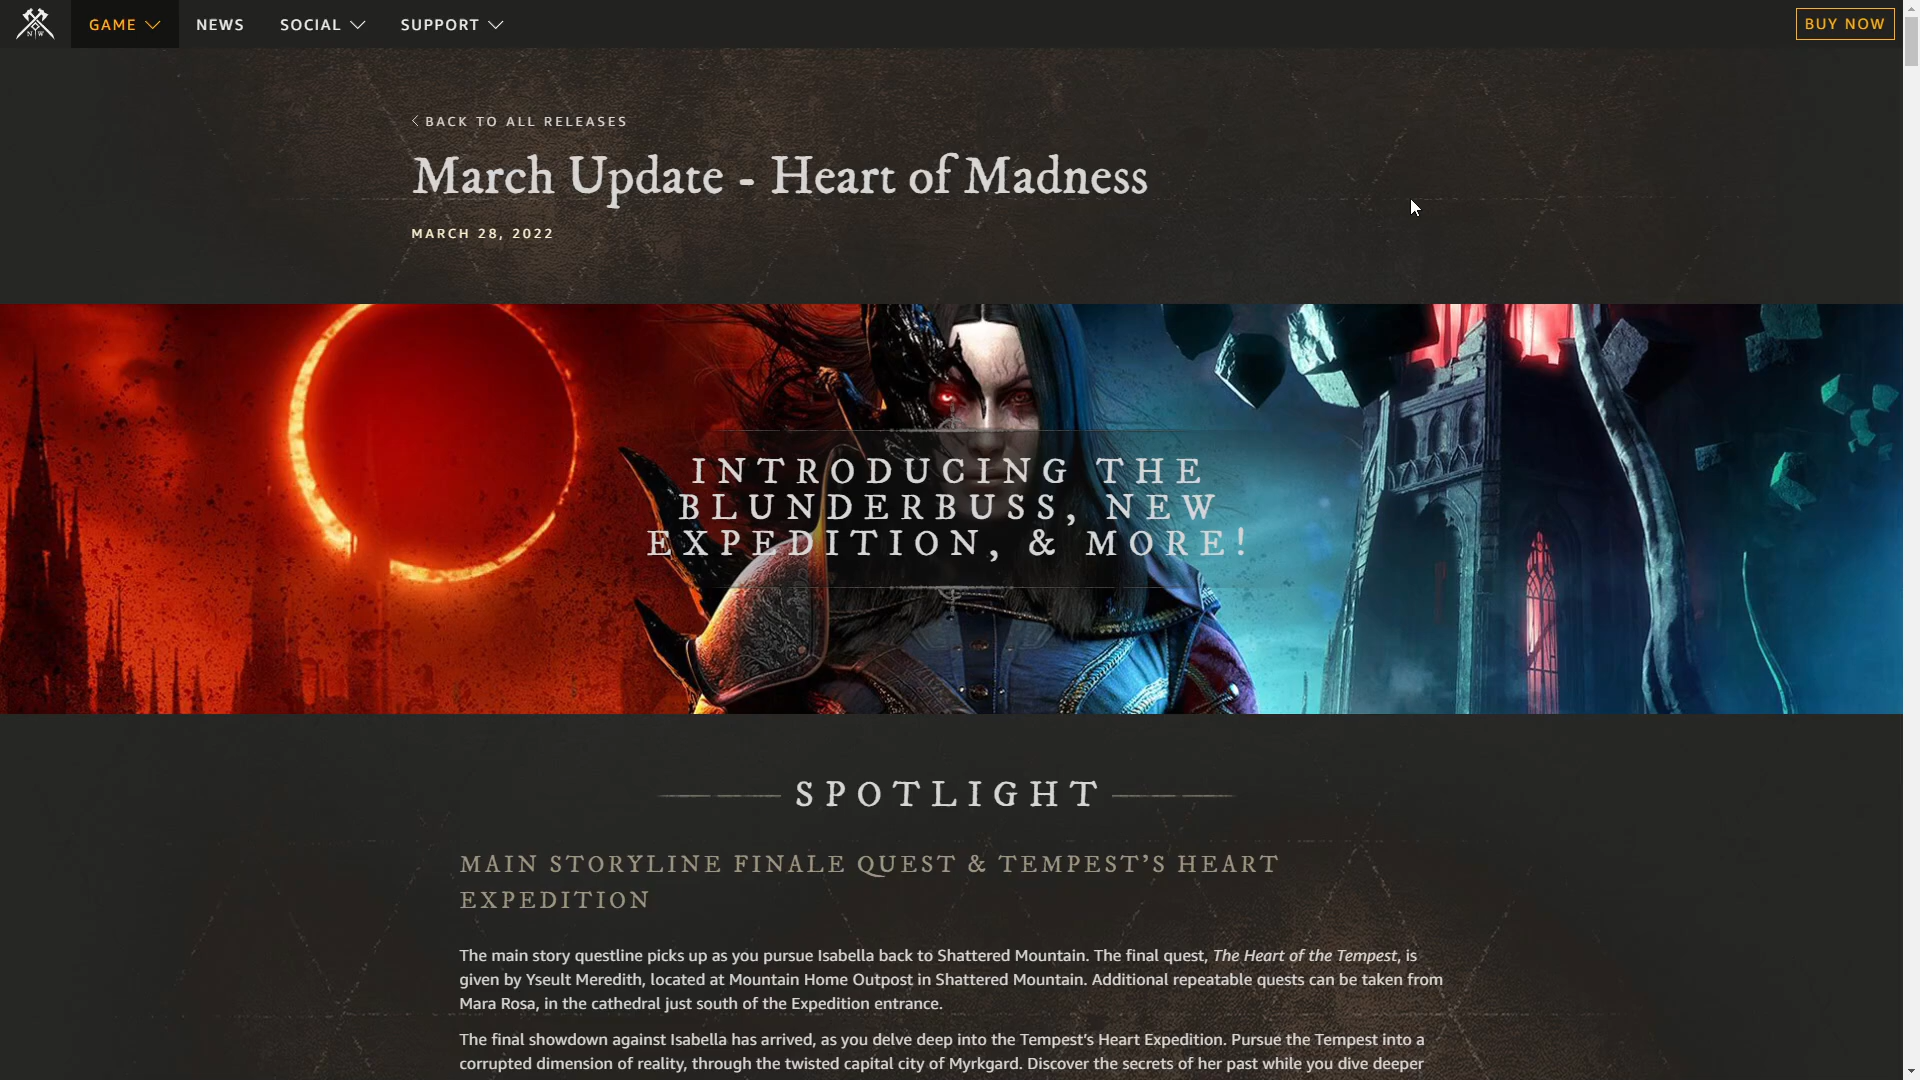 N W
GAME
NEWS
SOCIAL
SUPPORT
BUY NOW
BACK TO ALL RELEASES
March Update - Heart of Madness
MARCH 28, 2022
INTRODUCING THE
BLUNDERBUSS, NEW
EXPEDITION, & MORE!
SPOTLIGHT
MAIN STORYLINE FINALE QUEST & TEMPEST’S HEART
EXPEDITION
The main story questline picks up as you pursue Isabella back to Shattered Mountain. The final quest, The Heart of the Tempest, is
given by Yseult Meredith, located at Mountain Home Outpost in Shattered Mountain. Additional repeatable quests can be taken from
Mara Rosa, in the cathedral just south of the Expedition entrance.
The final showdown against Isabella has arrived, as you delve deep into the Tempest’s Heart Expedition. Pursue the Tempest into a
corrupted dimension of reality, through the twisted capital city of Myrkgard. Discover the secrets of her past while you dive deeper